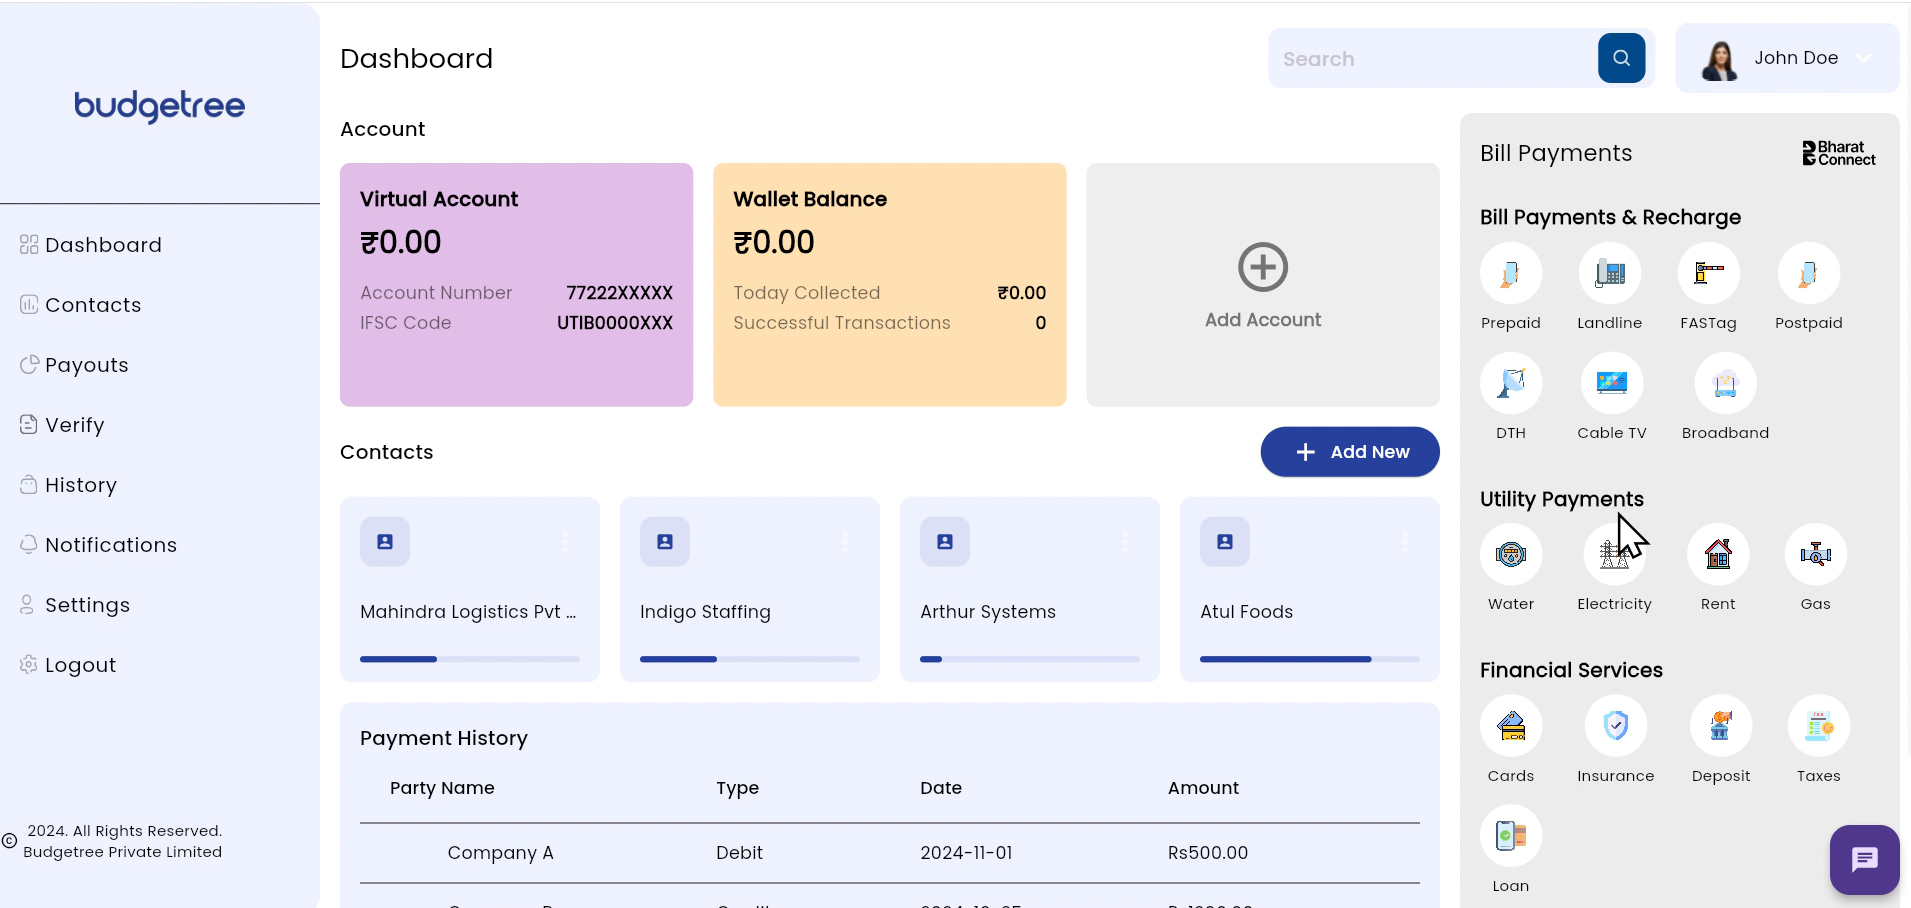 budgetree
Dashboard
Contacts
Payouts
Verify
History
Notifications
Settings
Logout
© 2024. All Rights Reserved.
Budgetree Private Limited
Dashboard
Search
John Doe
Account
Virtual Account
₹0.00
Account Number 77222XXXXX
IFSC Code UTIB0000XXX
Wallet Balance
₹0.00
Today Collected ₹0.00
Successful Transactions 0
Add Account
Contacts
Add New
Mahindra Logistics Pvt ...
Indigo Staffing
Arthur Systems
Atul Foods
Payment History
Party Name Type Date Amount
Company A Debit 2024-11-01 Rs500.00
Bill Payments
Bharat
Connect
Bill Payments & Recharge
Prepaid Landline FASTag Postpaid
DTH Cable TV Broadband
Utility Payments
Water Electricity Rent Gas
Financial Services
Cards Insurance Deposit Taxes
Loan